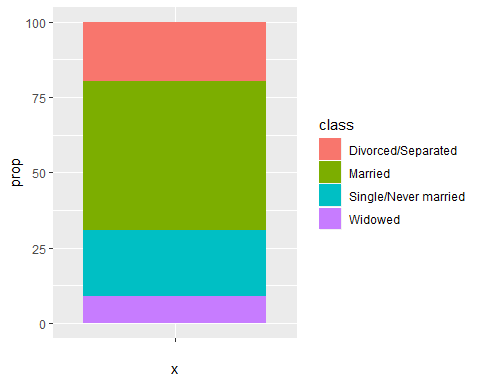 100
75
50
25
0
prop
x
class
Divorced/Separated
Married
Single/Never married
Widowed